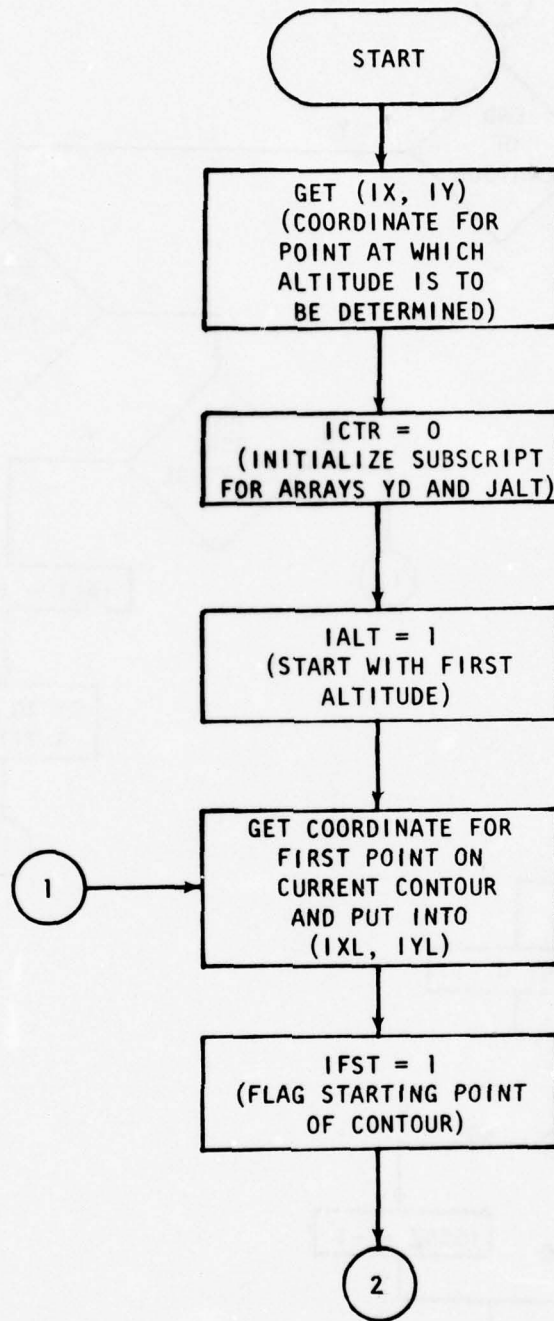 START
GET (IX, IY)
(COORDINATE FOR
POINT AT WHICH
ALTITUDE IS TO
BE DETERMINED)
ICTR = 0
(INITIALIZE SUBSCRIPT
FOR ARRAYS YD AND JALT)
IALT = 1
(START WITH FIRST
ALTITUDE)
1
GET COORDINATE FOR
FIRST POINT ON
CURRENT CONTOUR
AND PUT INTO
(IXL, IYL)
IFST = 1
(FLAG STARTING POINT
OF CONTOUR)
2